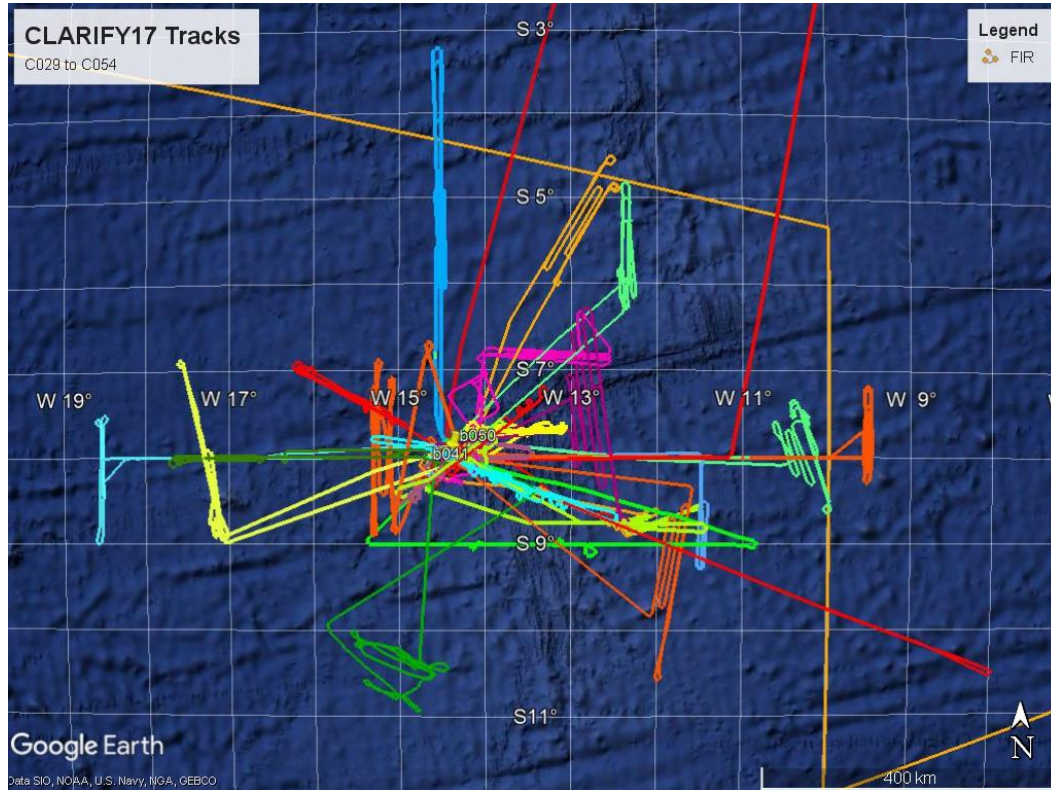 CLARIFY17 Tracks
C029 to C054
Legend
FIR
S 3°
S 5°
S 7°
W 19°
W 17°
W 15°
W 13°
W 11°
W 9°
b050
b041
S 9°
S11°
N
Google Earth
Data SIO, NOAA, U.S. Navy, NGA, GEBCO
400 km